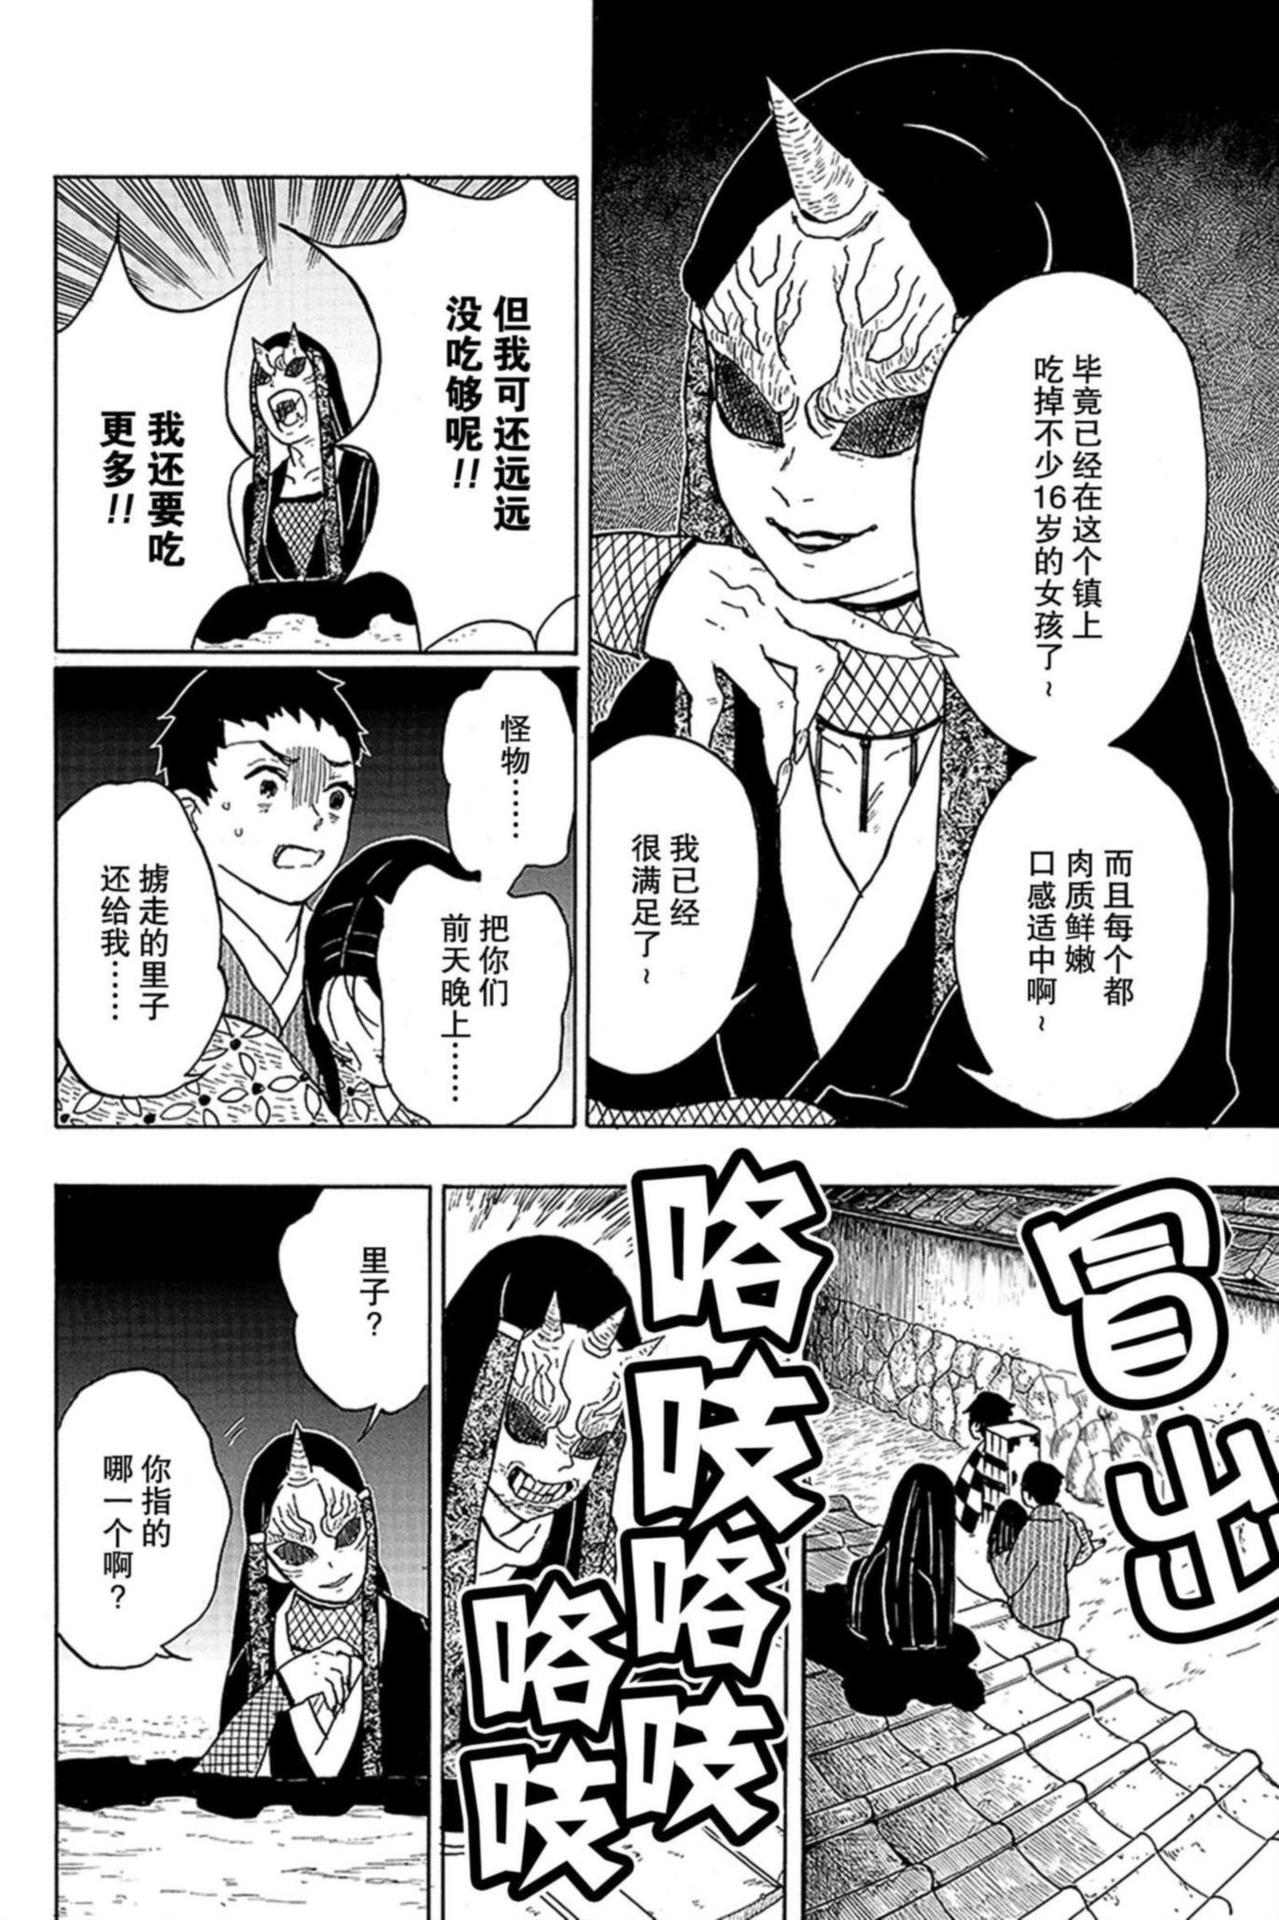 毕竟已经在这个镇上
吃掉不少16岁的女孩了~
而且每个都
肉质鲜嫩
口感适中啊~
我已经
很满足了~
但我可还远远
没吃够呢!!
我还要吃
更多!!
怪物……
把你们
前天晚上……
掳走的里子
还给我……
冒出
咯吱咯吱
咯吱
里子？
你指的
哪一个啊？